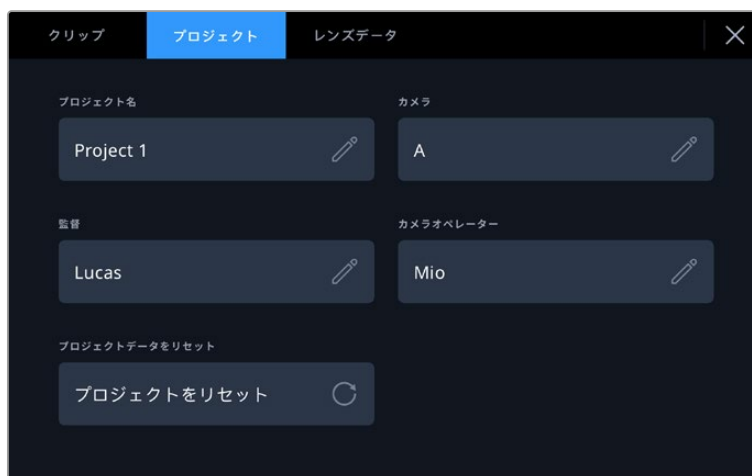 クリップ プロジェクト レンズデータ
プロジェクト名 カメラ
Project 1 A
監督 カメラオペレーター
Lucas Mio
プロジェクトデータをリセット
プロジェクトをリセット